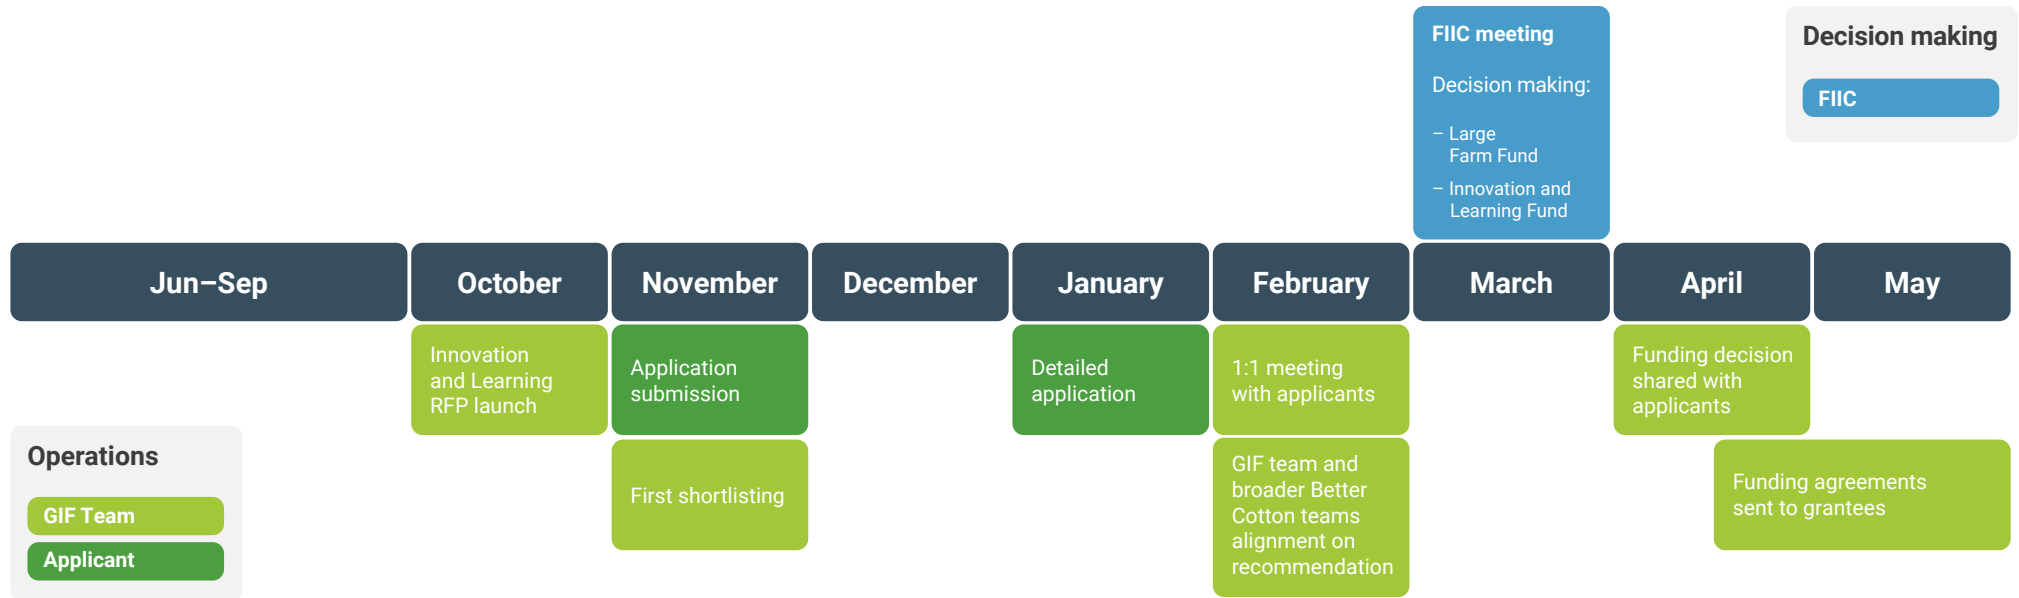 FIIC meeting
Decision making:
– Large
Farm Fund
– Innovation and
Learning Fund
Decision making
FIIC
Jun–Sep
October
November
December
January
February
March
April
May
Innovation
and Learning
RFP launch
Application
submission
Detailed
application
1:1 meeting
with applicants
Funding decision
shared with
applicants
First shortlisting
GIF team and
broader Better
Cotton teams
alignment on
recommendation
Funding agreements
sent to grantees
Operations
GIF Team
Applicant